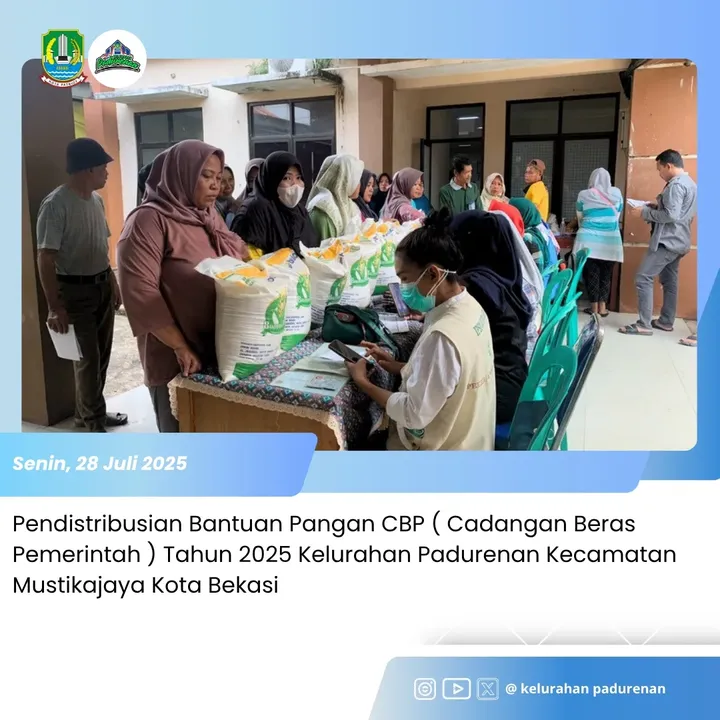 Senin, 28 Juli 2025
Pendistribusian Bantuan Pangan CBP ( Cadangan Beras
Pemerintah ) Tahun 2025 Kelurahan Padurenan Kecamatan
Mustikajaya Kota Bekasi
@ kelurahan padurenan